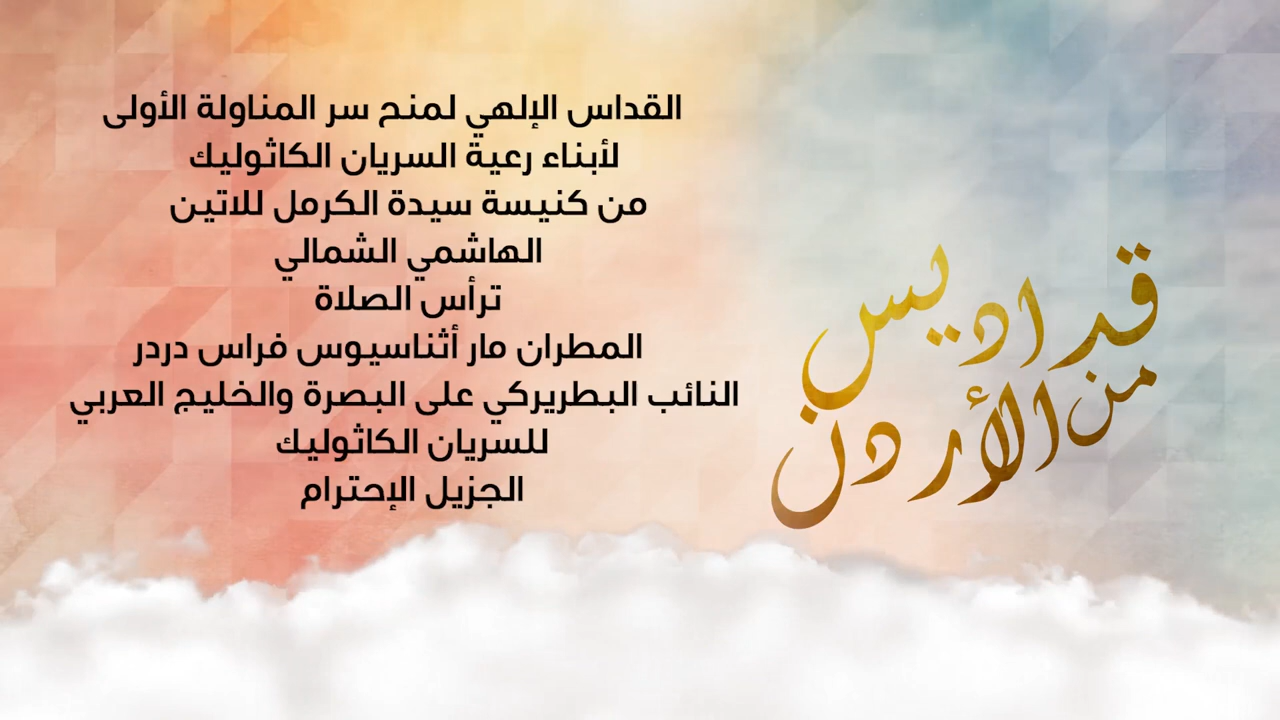 القداس الإلهي لمنح سر المناولة الأولى
لأبناء رعية السريان الكاثوليك
من كنيسة سيدة الكرمل للاتين
الهاشمي الشمالي
ترأس الصلاة
المطران مار أثناسيوس فراس دردر
النائب البطريركي على البصرة والخليج العربي
للسريان الكاثوليك
الجزيل الإحترام
قداديس
من الأردن